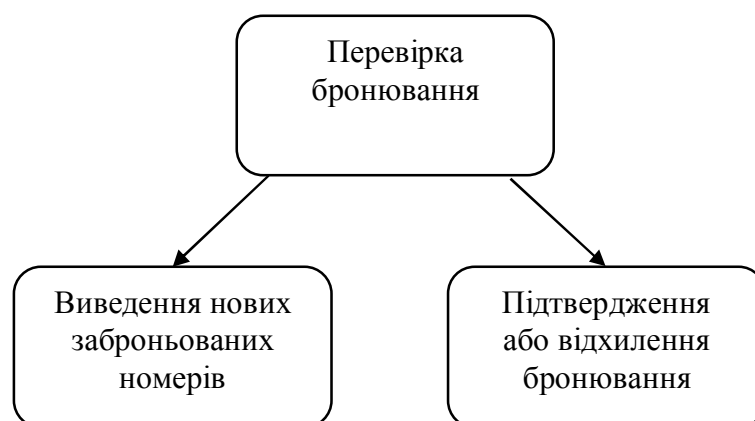 Перевірка
бронювання
Виведення нових
заброньованих
номерів
Підтвердження
або відхилення
бронювання